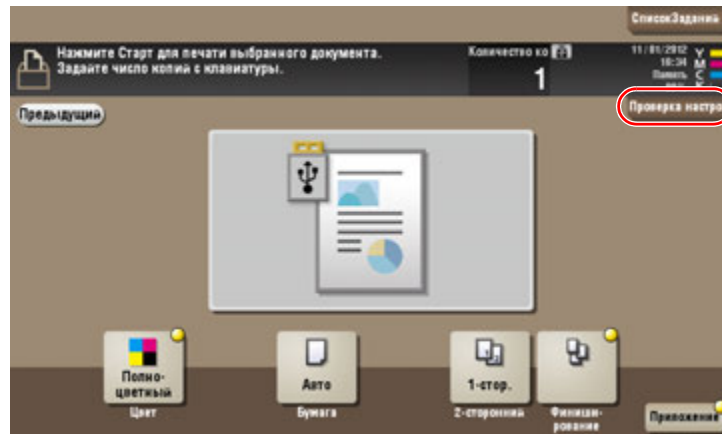 СписокЗаданий
Нажмите Старт для печати выбранного документа.
Задайте число копий с клавиатуры.
Количество ко
1
11/01/2012
10:34
Память
Y
M
C
K
Предыдущий
Проверка настро
Полно-
цветный
Цвет
Авто
Бумага
1-стор.
2-сторонний
Финиши-
рование
Приложение